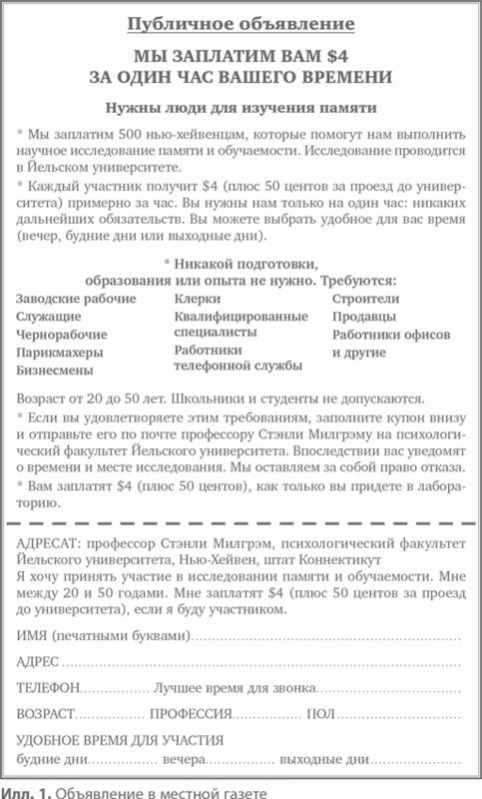 Публичное объявление
МЫ ЗАПЛАТИМ ВАМ $4
ЗА ОДИН ЧАС ВАШЕГО ВРЕМЕНИ
Нужны люди для изучения памяти
* Мы заплатим 500 нью-хейвенцам, которые помогут нам выполнить
научное исследование памяти и обучаемости. Исследование проводится
в Йельском университете.
* Каждый участник получит $4 (плюс 50 центов за проезд до универ-
ситета) примерно за час. Вы нужны нам только на один час: никаких
дальнейших обязательств. Вы можете выбрать удобное для вас время
(вечер, будние дни или выходные дни).
* Никакой подготовки,
образования или опыта не нужно. Требуются:
Заводские рабочие
Служащие
Чернорабочие
Парикмахеры
Бизнесмены
Клерки
Квалифицированные
специалисты
Работники
телефонной службы
Строители
Продавцы
Работники офисов
и другие
Возраст от 20 до 50 лет. Школьники и студенты не допускаются.
* Если вы удовлетворяете этим требованиям, заполните купон внизу
и отправьте его по почте профессору Стэнли Милгрэму на психологи-
ческий факультет Йельского университета. Впоследствии вас уведомят
о времени и месте исследования. Мы оставляем за собой право отказа.
* Вам заплатят $4 (плюс 50 центов), как только вы придете в лабора-
торию.
АДРЕСАТ: профессор Стэнли Милгрэм, психологический факультет
Йельского университета, Нью-Хейвен, штат Коннектикут
Я хочу принять участие в исследовании памяти и обучаемости. Мне
между 20 и 50 годами. Мне заплатят $4 (плюс 50 центов за проезд
до университета), если я буду участником.
ИМЯ (печатными буквами)
АДРЕС
ТЕЛЕФОН Лучшее время для звонка
ВОЗРАСТ ПРОФЕССИЯ ПОЛ
УДОБНОЕ ВРЕМЯ ДЛЯ УЧАСТИЯ
будние дни вечера выходные дни
Илл. 1. Объявление в местной газете